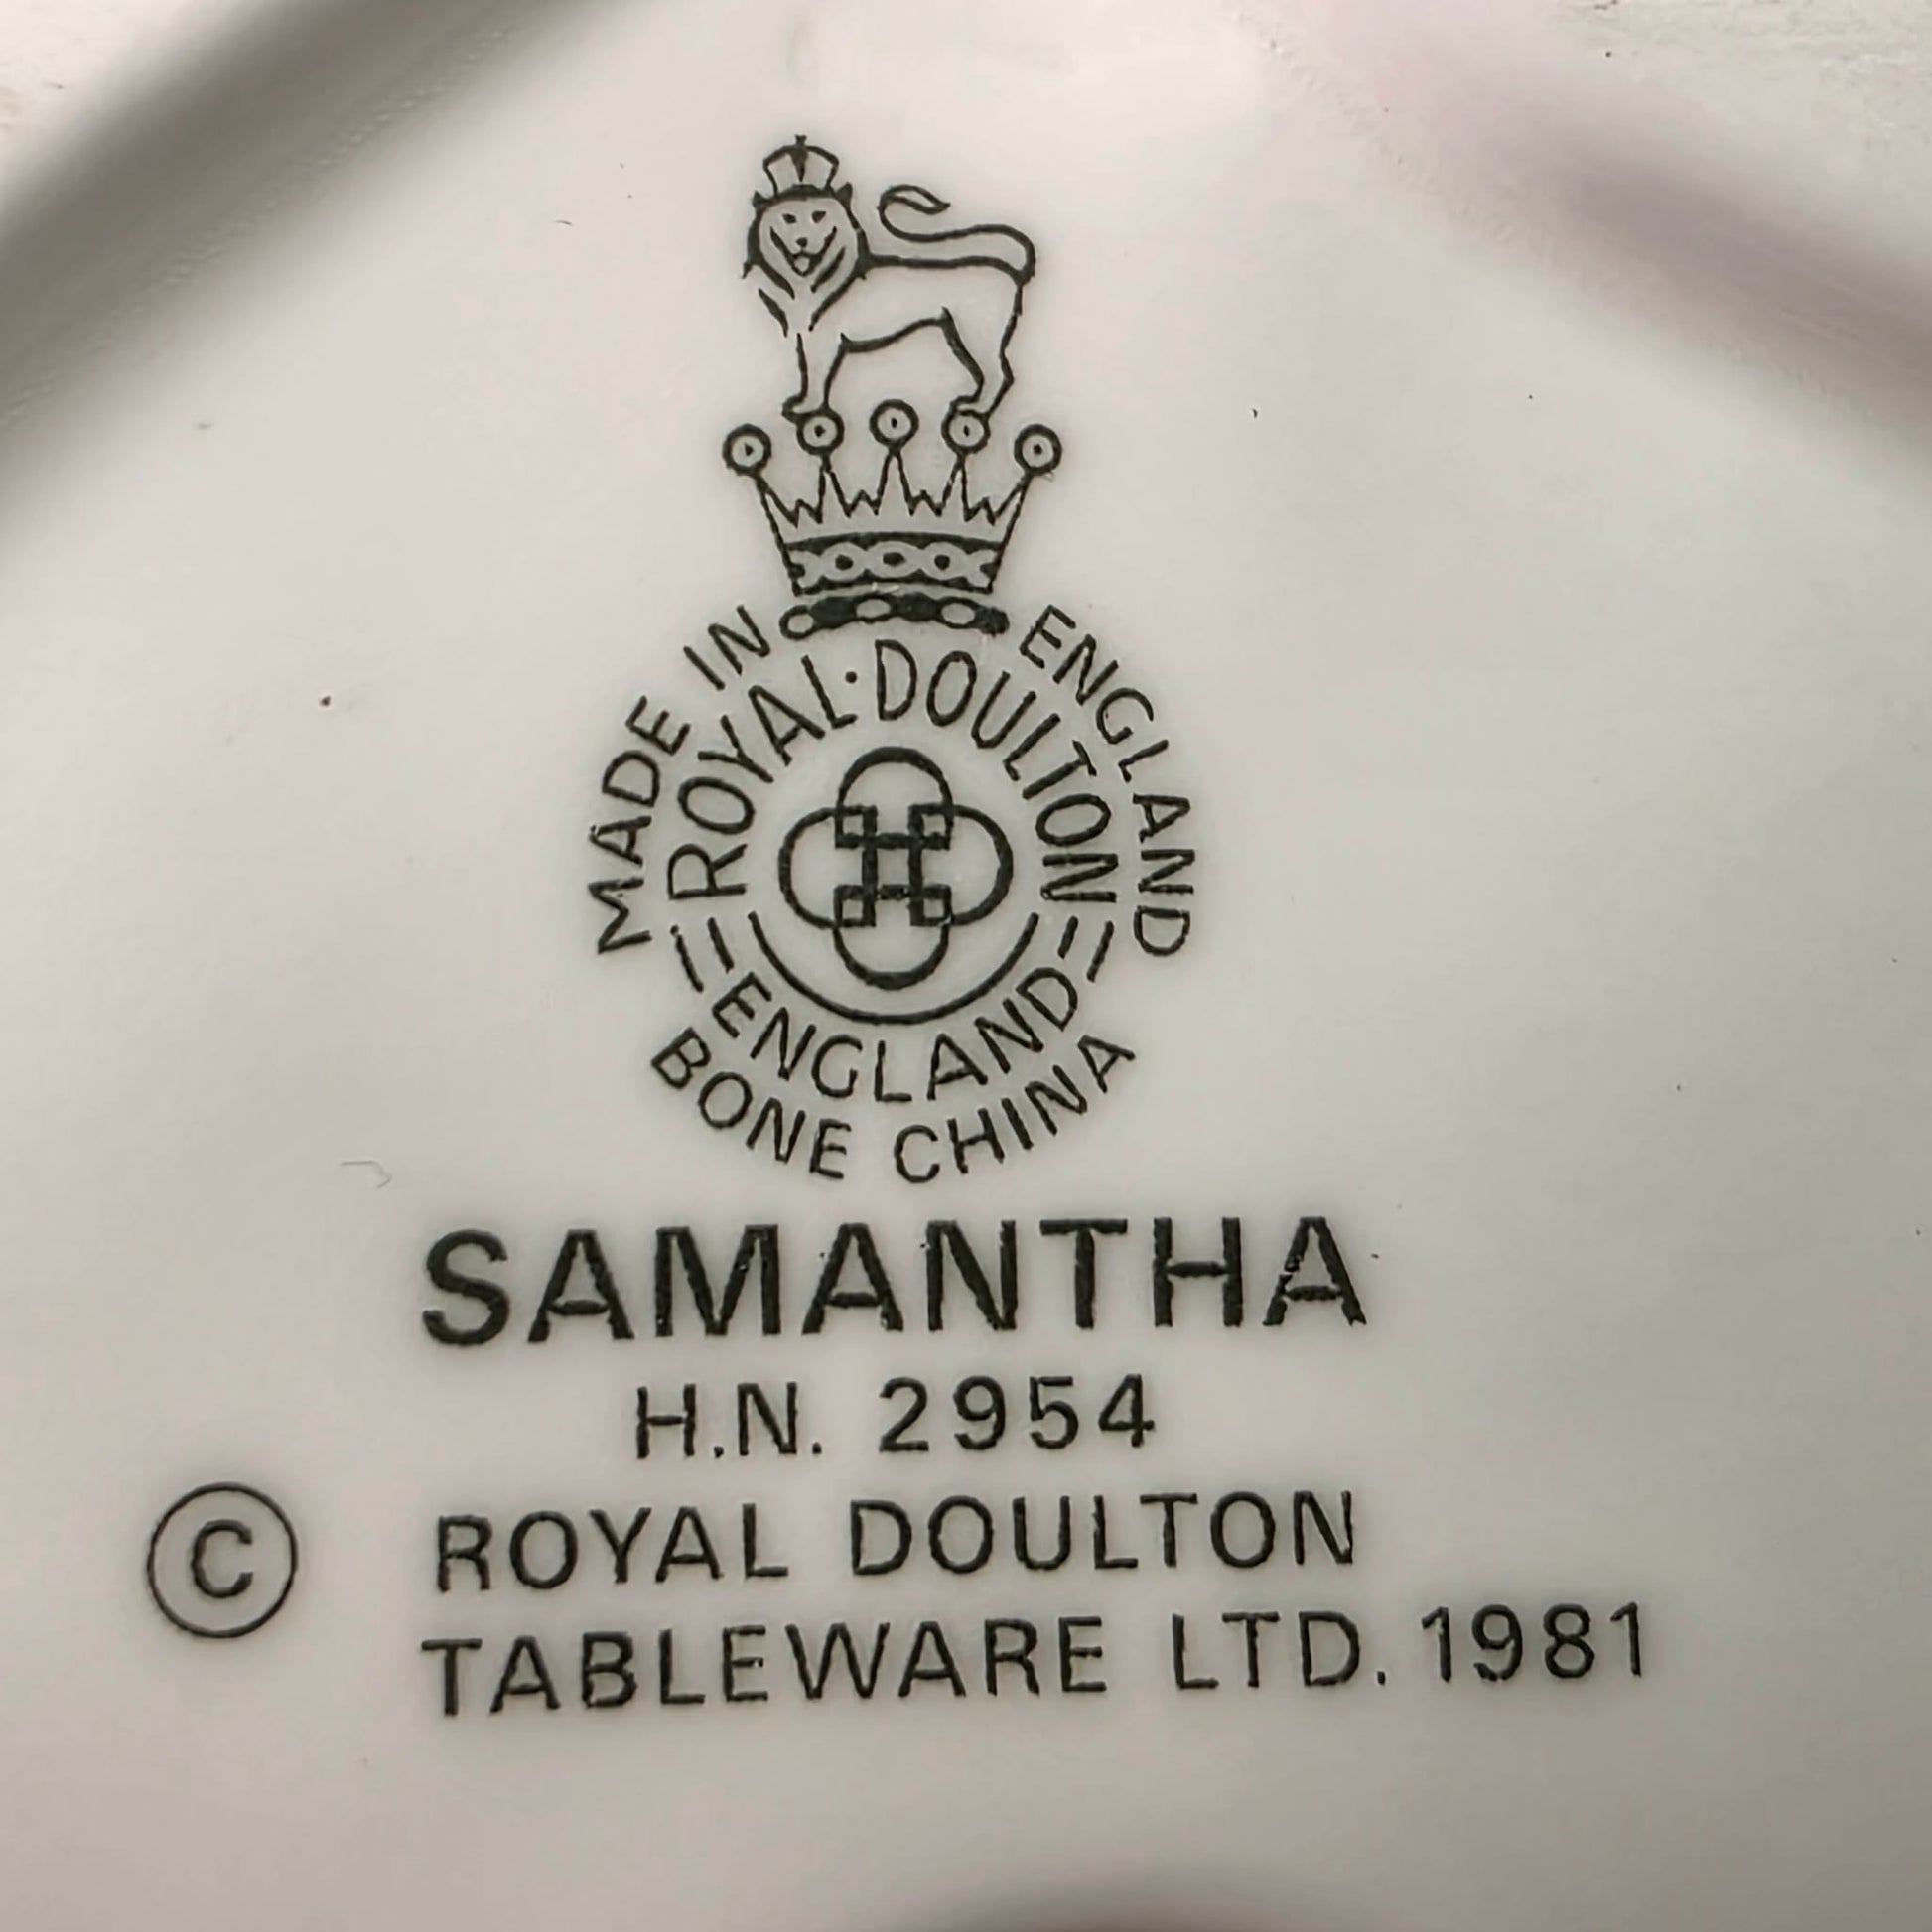 MADE IN ENGLAND
ROYAL·DOULTON
ENGLAND
BONE CHINA
SAMANTHA
H.N. 2954
© ROYAL DOULTON
TABLEWARE LTD. 1981